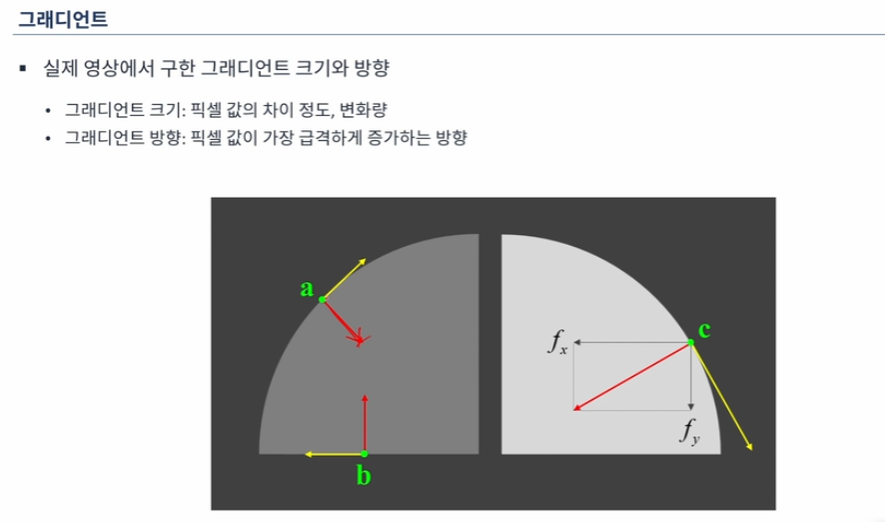 그래디언트
▪ 실제 영상에서 구한 그래디언트 크기와 방향
• 그래디언트 크기: 픽셀 값의 차이 정도, 변화량
• 그래디언트 방향: 픽셀 값이 가장 급격하게 증가하는 방향
a
c
fx
fy
b